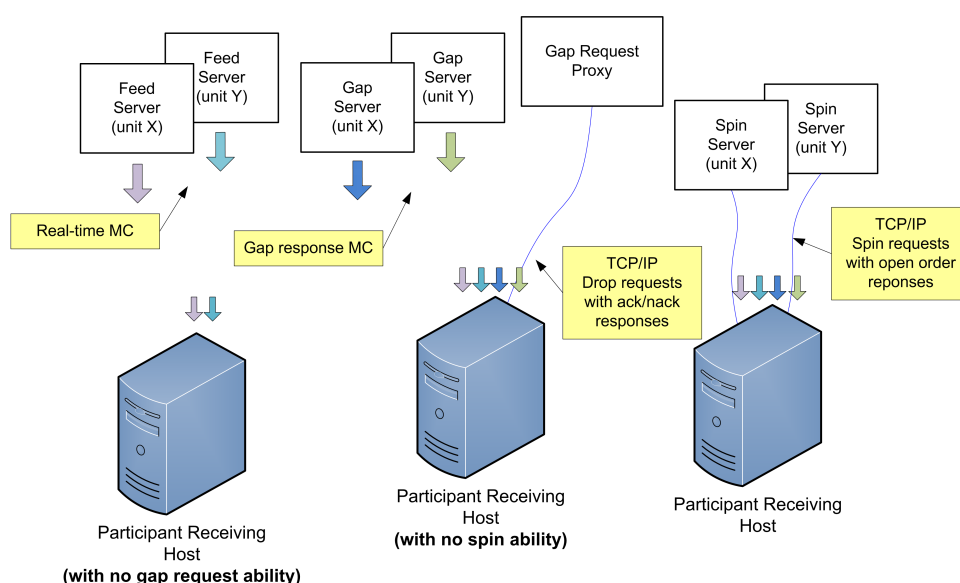 Feed
Server
(unit Y)
Feed
Server
(unit X)
Gap
Server
(unit Y)
Gap
Server
(unit X)
Gap Request
Proxy
Spin
Server
(unit Y)
Spin
Server
(unit X)
Real-time MC
Gap response MC
TCP/IP
Drop requests
with ack/nack
responses
TCP/IP
Spin requests
with open order
reponses
Participant Receiving
Host
(with no gap request ability)
Participant Receiving
Host
(with no spin ability)
Participant Receiving
Host